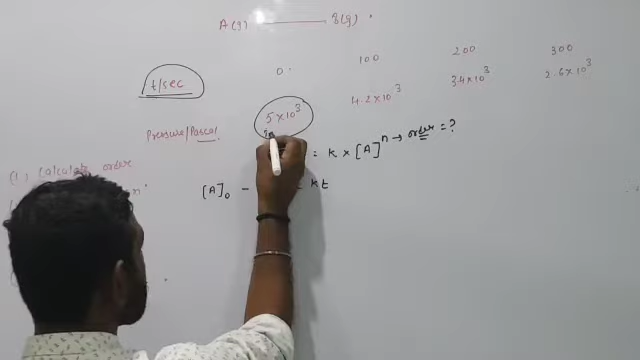 A(g) ——— B(g).
t/sec 0. 100 200 300
Pressure/Pascal 5×10³ 4.2×10³ 3.4×10³ 2.6×10³
= k × [A]ⁿ → order = ?
(1) Calculate order
[A]₀ − = kt